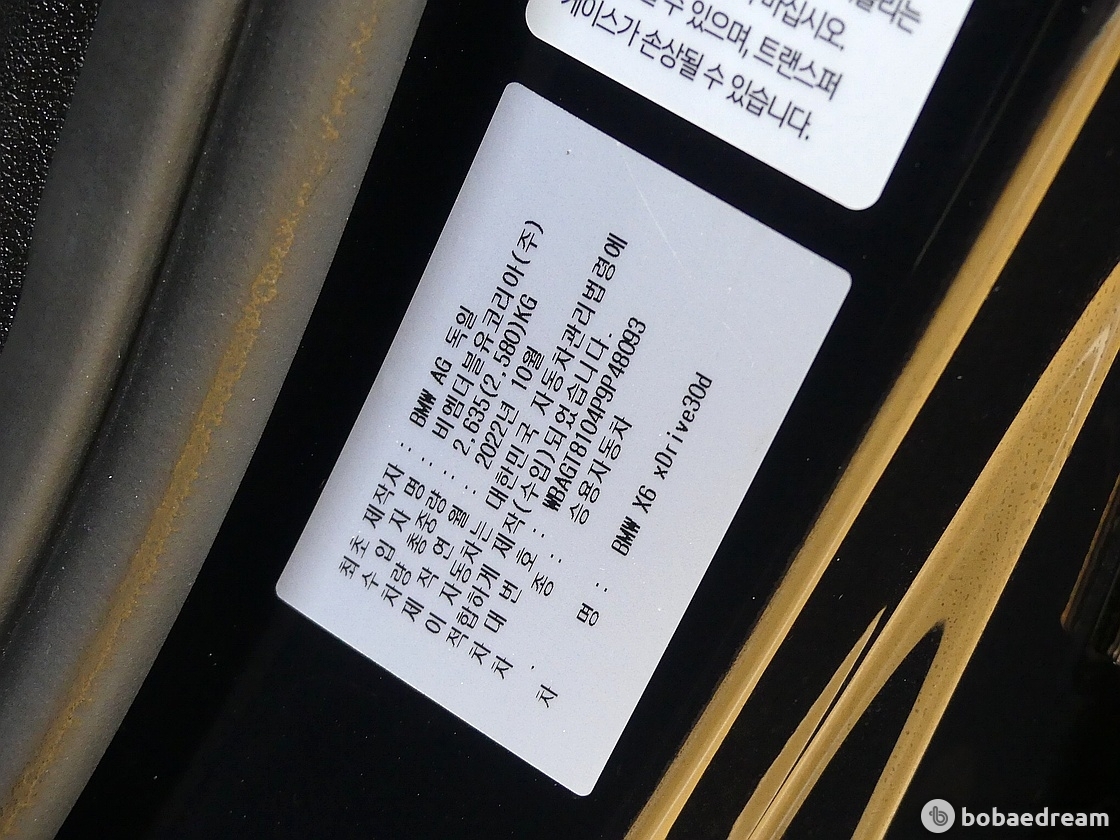 수 있으며, 트랜스퍼
케이스가 손상될 수 있습니다.
최초 제작자 : BMW AG 독일
수 입 자 명 : 비엠더블유코리아(주)
차량 총 중량 : 2,635(2,580)KG
제 작 연 월 : 2022년 10월
이 자동차는 대한민국 자동차관리법령에
적합하게 제작(수입)되었습니다.
차 대 번 호 : WBAGT8104P9P48093
차 종 : 승용자동차
차 명 : BMW X6 xDrive30d
bobaedream